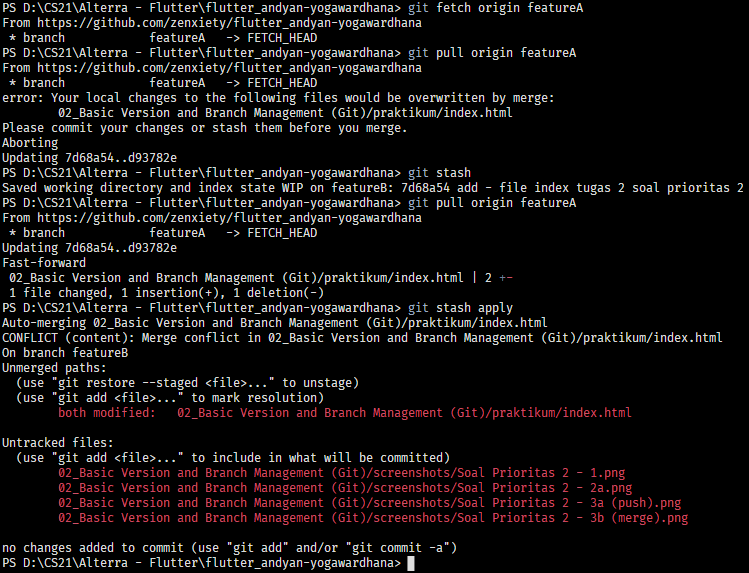 PS D:\CS21\Alterra - Flutter\flutter_andyan-yogawardhana> git fetch origin featureA
From https://github.com/zenxiety/flutter_andyan-yogawardhana
 * branch            featureA   -> FETCH_HEAD
PS D:\CS21\Alterra - Flutter\flutter_andyan-yogawardhana> git pull origin featureA
From https://github.com/zenxiety/flutter_andyan-yogawardhana
 * branch            featureA   -> FETCH_HEAD
error: Your local changes to the following files would be overwritten by merge:
        02_Basic Version and Branch Management (Git)/praktikum/index.html
Please commit your changes or stash them before you merge.
Aborting
Updating 7d68a54..d93782e
PS D:\CS21\Alterra - Flutter\flutter_andyan-yogawardhana> git stash
Saved working directory and index state WIP on featureB: 7d68a54 add - file index tugas 2 soal prioritas 2
PS D:\CS21\Alterra - Flutter\flutter_andyan-yogawardhana> git pull origin featureA
From https://github.com/zenxiety/flutter_andyan-yogawardhana
 * branch            featureA   -> FETCH_HEAD
Updating 7d68a54..d93782e
Fast-forward
 02_Basic Version and Branch Management (Git)/praktikum/index.html | 2 +-
 1 file changed, 1 insertion(+), 1 deletion(-)
PS D:\CS21\Alterra - Flutter\flutter_andyan-yogawardhana> git stash apply
Auto-merging 02_Basic Version and Branch Management (Git)/praktikum/index.html
CONFLICT (content): Merge conflict in 02_Basic Version and Branch Management (Git)/praktikum/index.html
On branch featureB
Unmerged paths:
  (use "git restore --staged <file>..." to unstage)
  (use "git add <file>..." to mark resolution)
        both modified:   02_Basic Version and Branch Management (Git)/praktikum/index.html

Untracked files:
  (use "git add <file>..." to include in what will be committed)
        02_Basic Version and Branch Management (Git)/screenshots/Soal Prioritas 2 - 1.png
        02_Basic Version and Branch Management (Git)/screenshots/Soal Prioritas 2 - 2a.png
        02_Basic Version and Branch Management (Git)/screenshots/Soal Prioritas 2 - 3a (push).png
        02_Basic Version and Branch Management (Git)/screenshots/Soal Prioritas 2 - 3b (merge).png

no changes added to commit (use "git add" and/or "git commit -a")
PS D:\CS21\Alterra - Flutter\flutter_andyan-yogawardhana>